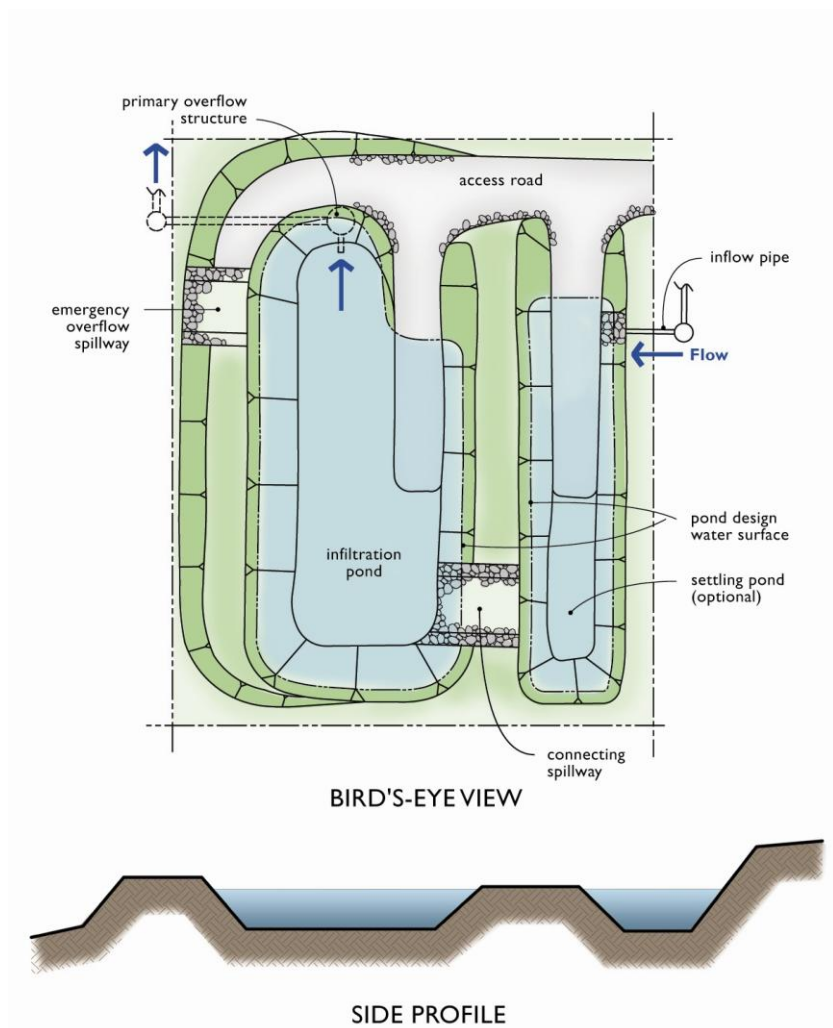 primary overflow
structure
access road
inflow pipe
emergency
overflow
spillway
Flow
pond design
water surface
infiltration
pond
settling pond
(optional)
connecting
spillway
BIRD'S-EYE VIEW
SIDE PROFILE